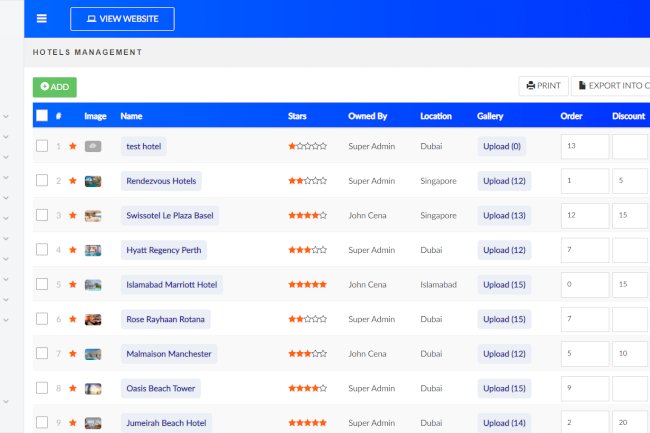 VIEW WEBSITE
HOTELS MANAGEMENT
ADD PRINT EXPORT INTO
# Image Name Stars Owned By Location Gallery Order Discount
1 test hotel Super Admin Dubai Upload (0) 13
2 Rendezvous Hotels Super Admin Singapore Upload (12) 1 5
3 Swissotel Le Plaza Basel John Cena Singapore Upload (13) 12 15
4 Hyatt Regency Perth Super Admin Dubai Upload (12) 7
5 Islamabad Marriott Hotel John Cena Islamabad Upload (15) 0 15
6 Rose Rayhaan Rotana Super Admin Dubai Upload (15) 7
7 Malmaison Manchester John Cena Dubai Upload (12) 5 10
8 Oasis Beach Tower Super Admin Dubai Upload (15) 9
9 Jumeirah Beach Hotel Super Admin Dubai Upload (14) 2 20